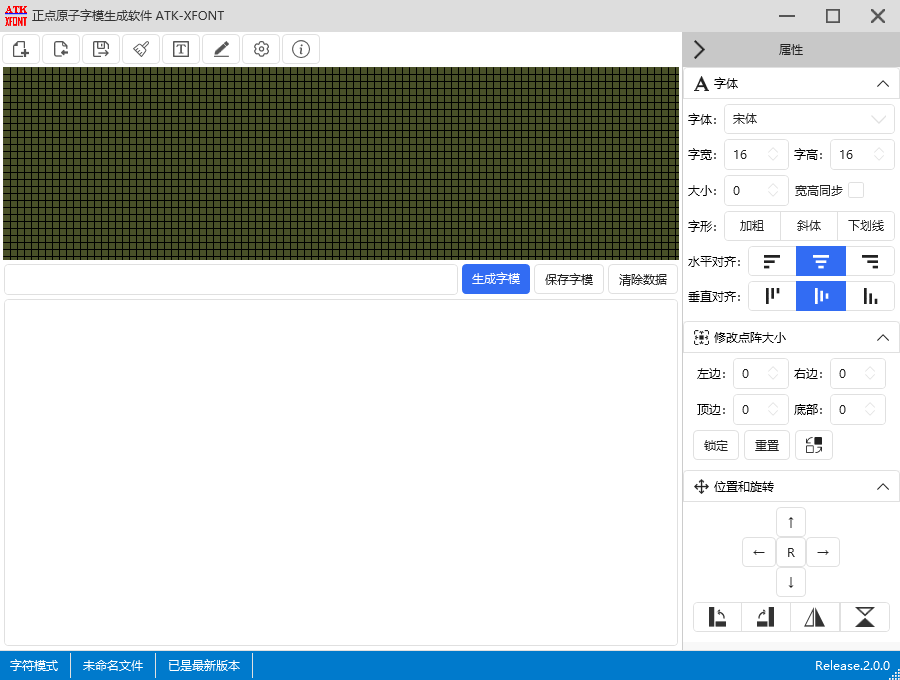 ATK
XFONT
正点原子字模生成软件 ATK-XFONT
T
属性
A 字体
字体: 宋体
字宽: 16 字高: 16
大小: 0 宽高同步
字形: 加粗 斜体 下划线
水平对齐:
垂直对齐:
生成字模 保存字模 清除数据
修改点阵大小
左边: 0 右边: 0
顶边: 0 底部: 0
锁定 重置
位置和旋转
↑
← R →
↓
字符模式 未命名文件 已是最新版本 Release.2.0.0